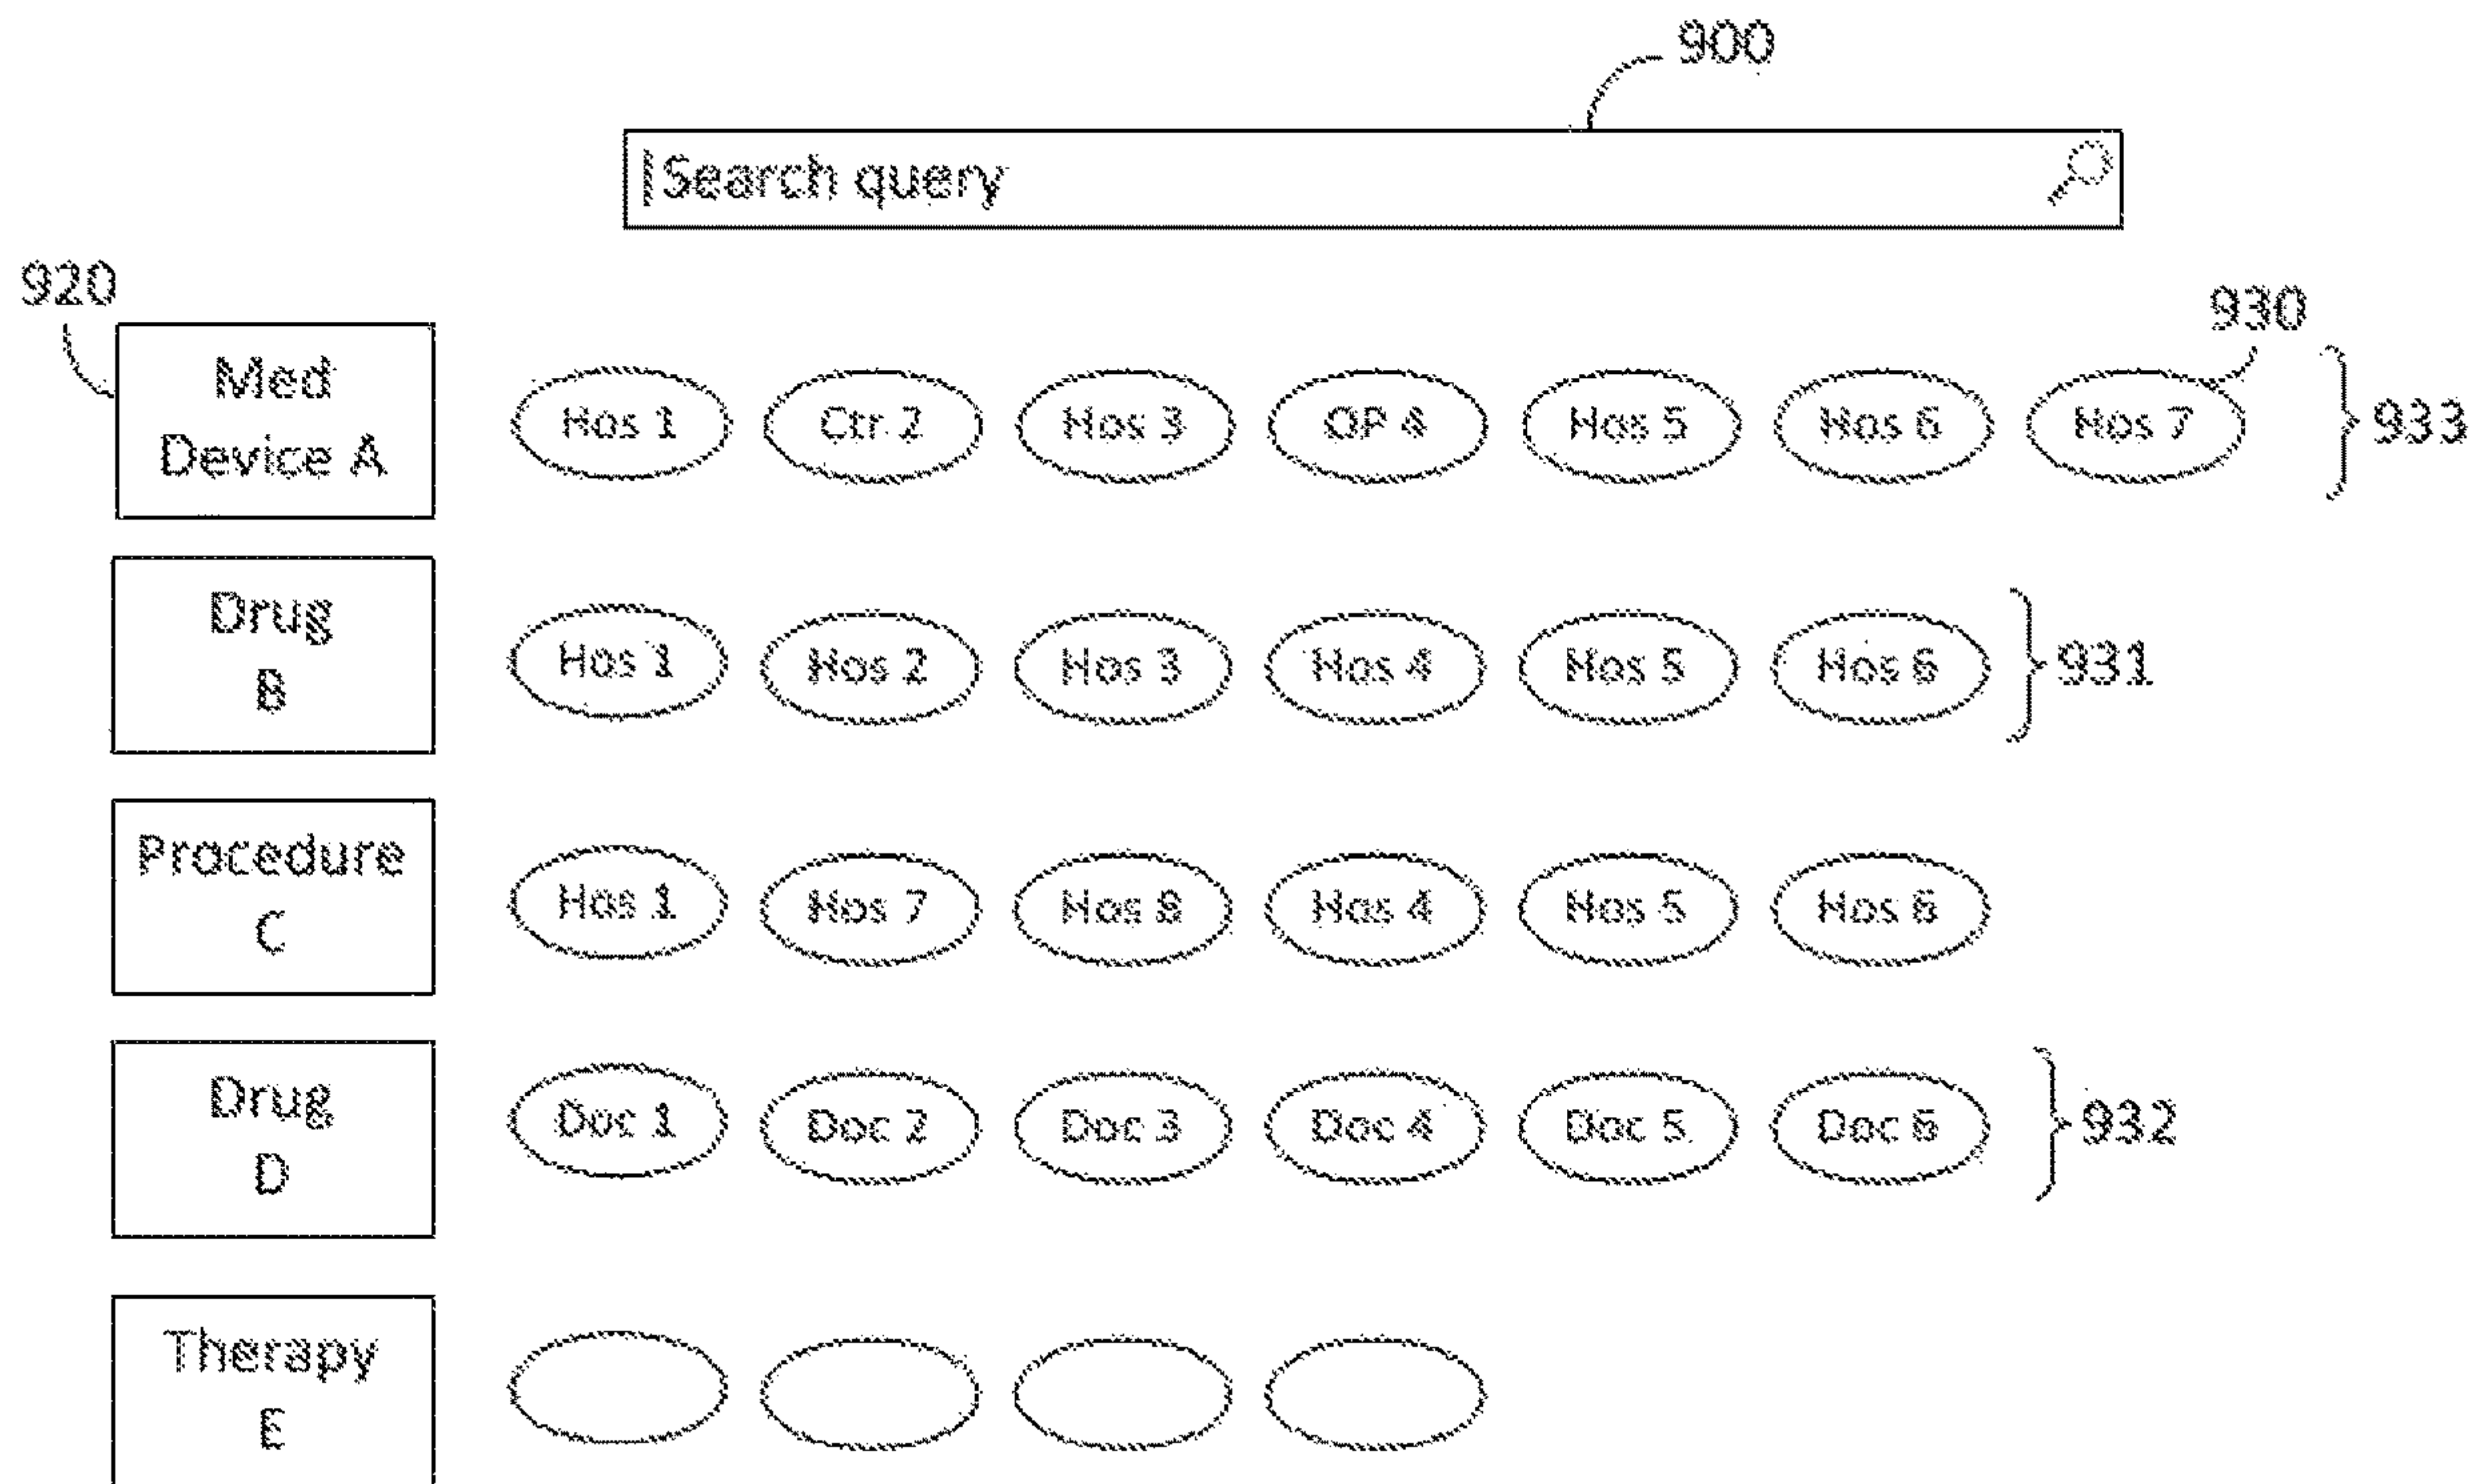 900
Search query
920
930
Med
Device A
Hos 1 Ctr 2 Hos 3 OP 4 Hos 5 Hos 6 Hos 7 933
Drug
B
Hos 1 Hos 2 Hos 3 Hos 4 Hos 5 Hos 6 931
Procedure
C
Hos 1 Hos 7 Hos 8 Hos 4 Hos 5 Hos 6
Drug
D
Doc 1 Doc 2 Doc 3 Doc 4 Doc 5 Doc 6 932
Therapy
E